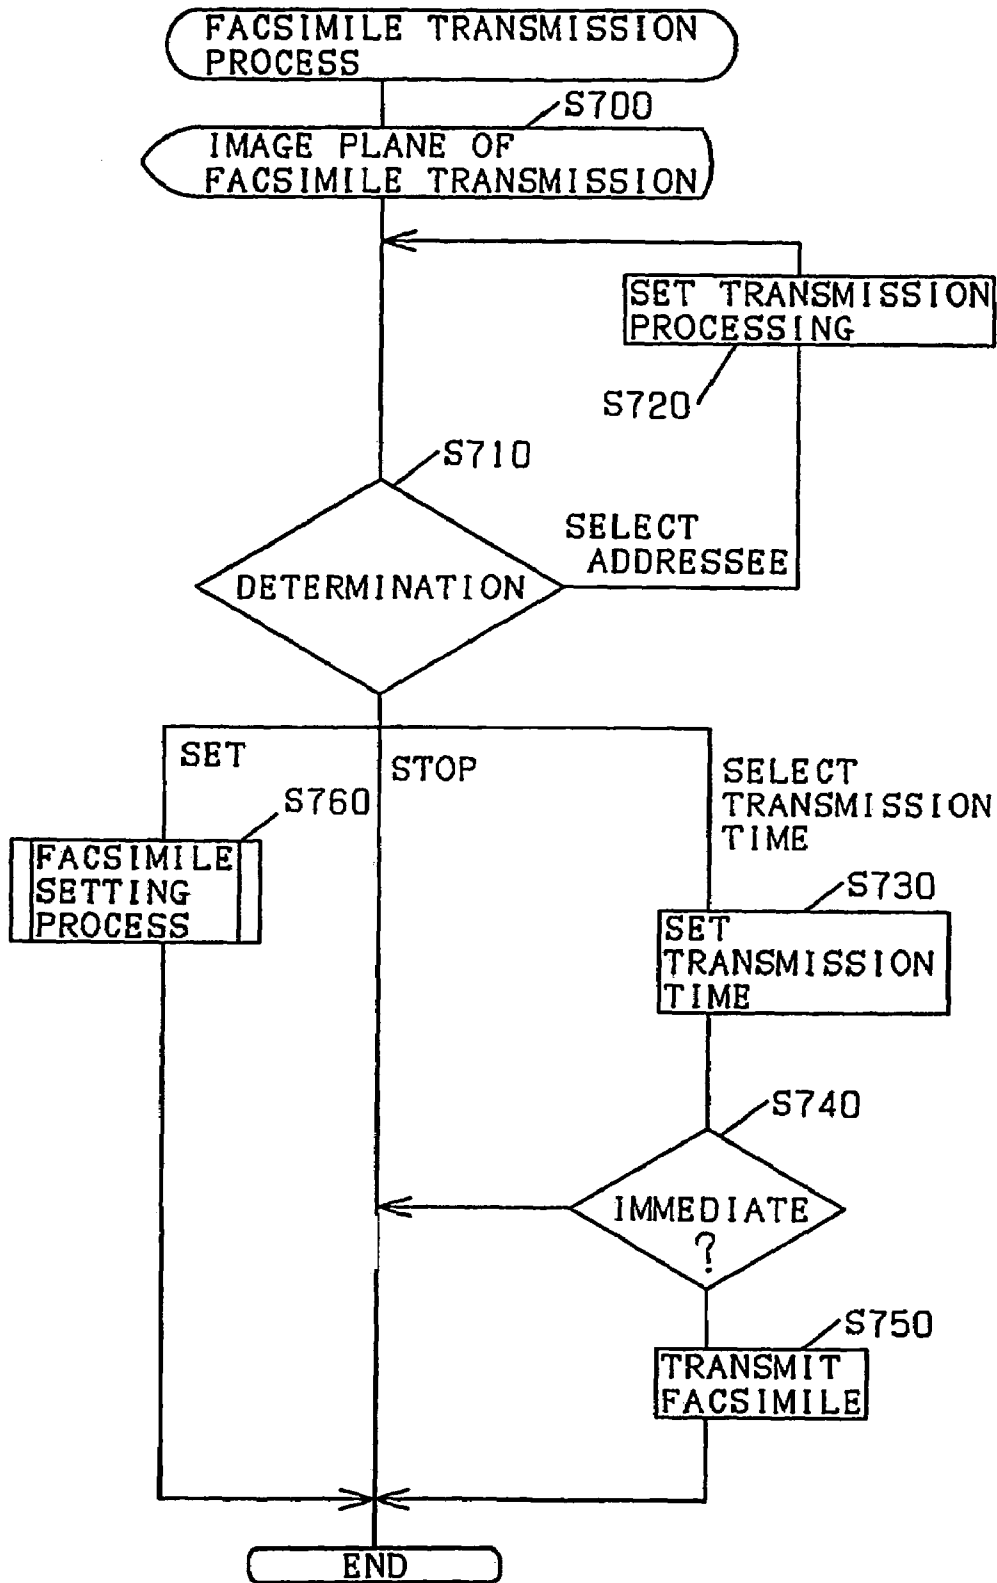 FACSIMILE TRANSMISSION
PROCESS
S700
IMAGE PLANE OF
FACSIMILE TRANSMISSION
SET TRANSMISSION
PROCESSING
S720
S710
SELECT
ADDRESSEE
DETERMINATION
SET
STOP
SELECT
TRANSMISSION
TIME
S760
FACSIMILE
SETTING
PROCESS
S730
SET
TRANSMISSION
TIME
S740
IMMEDIATE
?
S750
TRANSMIT
FACSIMILE
END